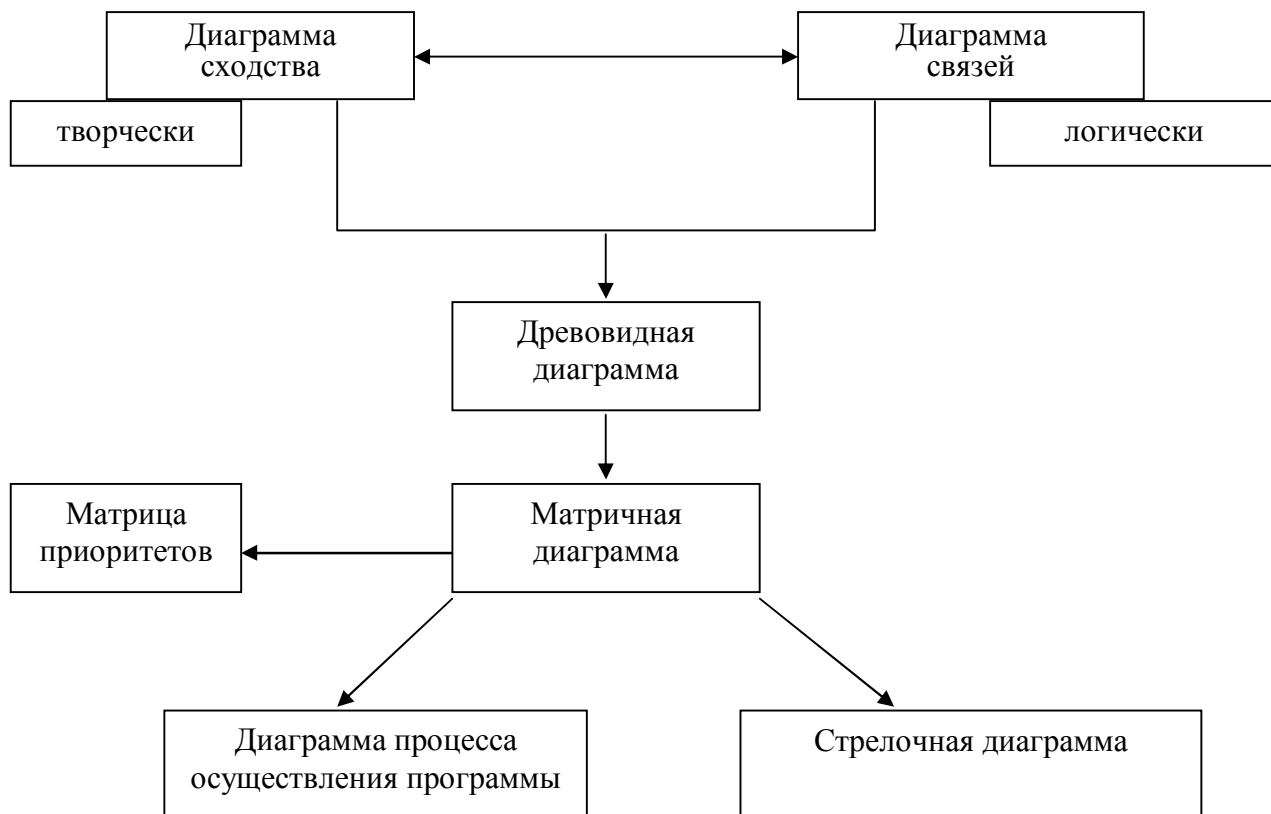 Диаграмма
сходства
Диаграмма
связей
творчески
логически
Древовидная
диаграмма
Матрица
приоритетов
Матричная
диаграмма
Диаграмма процесса
осуществления программы
Стрелочная диаграмма